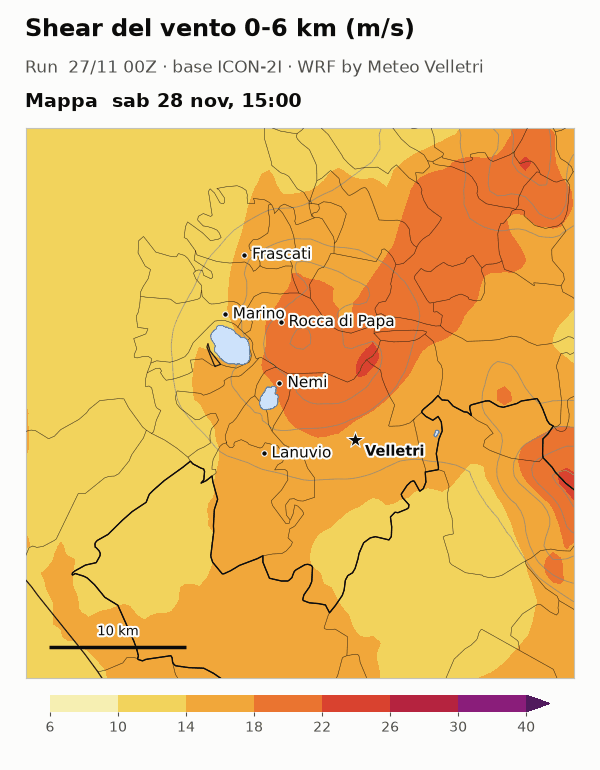 Shear del vento 0-6 km (m/s)
Run  27/11 00Z · base ICON-2I · WRF by Meteo Velletri
Mappa  sab 28 nov, 15:00
Frascati
Marino
Rocca di Papa
Nemi
Velletri
Lanuvio
10 km
6 10 14 18 22 26 30 40